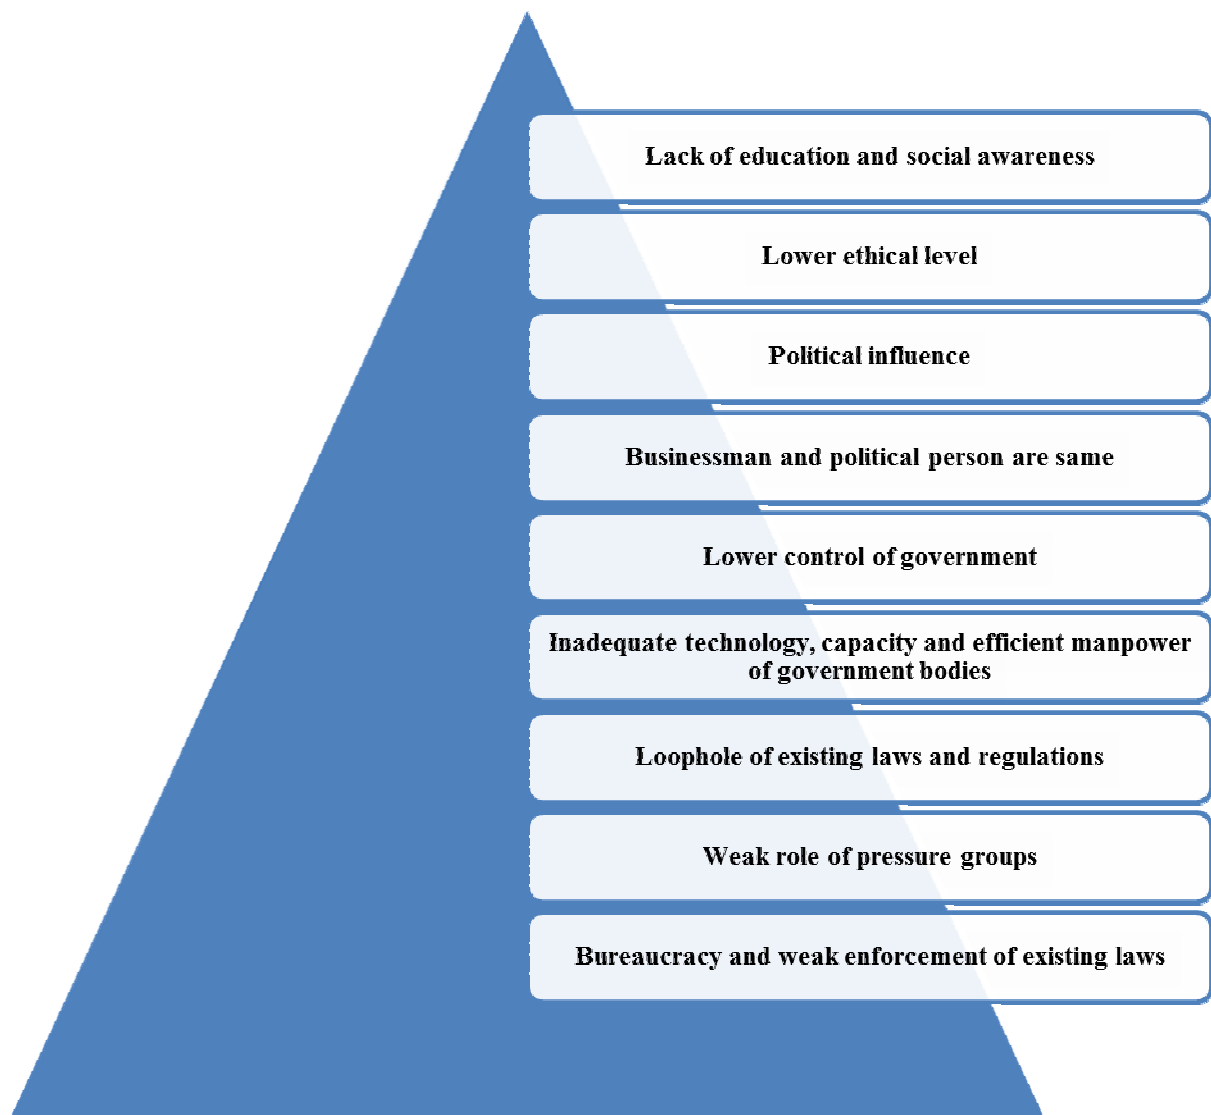 Lack of education and social awareness
Lower ethical level
Political influence
Businessman and political person are same
Lower control of government
Inadequate technology, capacity and efficient manpower
of government bodies
Loophole of existing laws and regulations
Weak role of pressure groups
Bureaucracy and weak enforcement of existing laws